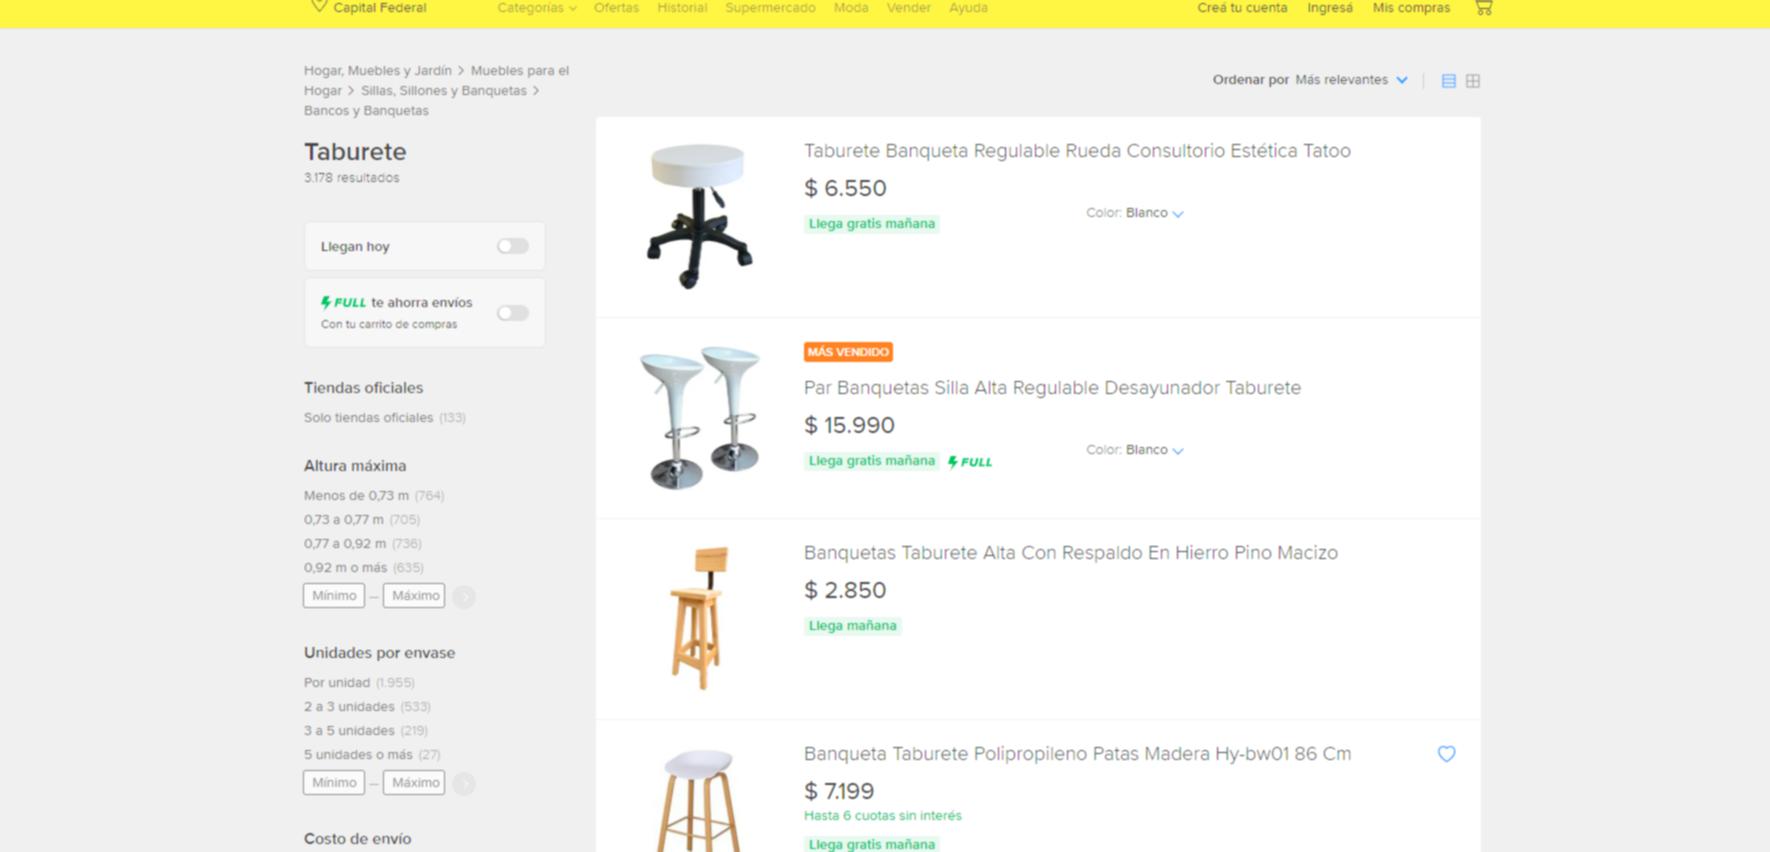 Capital Federal
Categorías Ofertas Historial Supermercado Moda Vender Ayuda
Creá tu cuenta Ingresá Mis compras
Hogar, Muebles y Jardín > Muebles para el
Hogar > Sillas, Sillones y Banquetas >
Bancos y Banquetas
Taburete
3.178 resultados
Llegan hoy
FULL te ahorra envíos
Con tu carrito de compras
Tiendas oficiales
Solo tiendas oficiales (133)
Altura máxima
Menos de 0,73 m (764)
0,73 a 0,77 m (705)
0,77 a 0,92 m (736)
0,92 m o más (635)
Mínimo — Máximo
Unidades por envase
Por unidad (1.955)
2 a 3 unidades (533)
3 a 5 unidades (219)
5 unidades o más (27)
Mínimo — Máximo
Costo de envío
Ordenar por Más relevantes
Taburete Banqueta Regulable Rueda Consultorio Estética Tatoo
$ 6.550
Llega gratis mañana
Color: Blanco
MÁS VENDIDO
Par Banquetas Silla Alta Regulable Desayunador Taburete
$ 15.990
Llega gratis mañana FULL
Color: Blanco
Banquetas Taburete Alta Con Respaldo En Hierro Pino Macizo
$ 2.850
Llega mañana
Banqueta Taburete Polipropileno Patas Madera Hy-bw01 86 Cm
$ 7.199
Hasta 6 cuotas sin interés
Llega gratis mañana